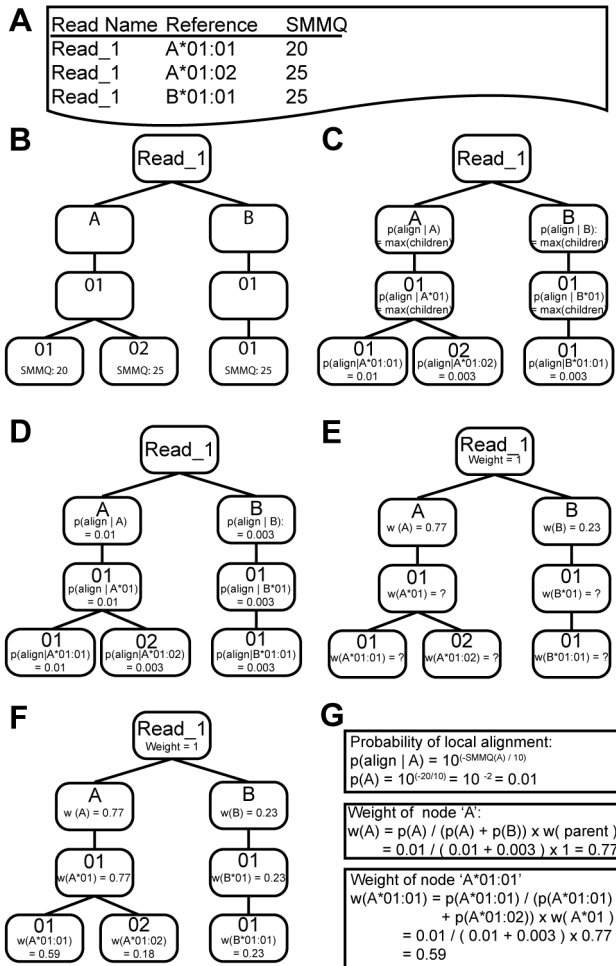 A
Read Name Reference SMMQ
Read_1 A*01:01 20
Read_1 A*01:02 25
Read_1 B*01:01 25
B
Read_1
A
B
01
01
01
SMMQ: 20
02
SMMQ: 25
01
SMMQ: 25
C
Read_1
A
p(align | A)
= max(children)
B
p(align | B):
= max(children)
01
p(align | A*01)
= max(children)
01
p(align | B*01)
= max(children)
01
p(align|A*01:01)
= 0.01
02
p(align|A*01:02)
= 0.003
01
p(align|B*01:01)
= 0.003
D
Read_1
A
p(align | A)
= 0.01
B
p(align | B):
= 0.003
01
p(align | A*01)
= 0.01
01
p(align | B*01)
= 0.003
01
p(align|A*01:01)
= 0.01
02
p(align|A*01:02)
= 0.003
01
p(align|B*01:01)
= 0.003
E
Read_1
Weight = 1
A
w (A) = 0.77
B
w(B) = 0.23
01
w(A*01) = ?
01
w(B*01) = ?
01
w(A*01:01) = ?
02
w(A*01:02) = ?
01
w(B*01:01) = ?
F
Read_1
Weight = 1
A
w (A) = 0.77
B
w(B) = 0.23
01
w(A*01) = 0.77
01
w(B*01) = 0.23
01
w(A*01:01)
= 0.59
02
w(A*01:02)
= 0.18
01
w(B*01:01)
= 0.23
G
Probability of local alignment:
p(align | A) = 10(-SMMQ(A) / 10)
p(A) = 10(-20/10) = 10 -2 = 0.01
Weight of node 'A':
w(A) = p(A) / (p(A) + p(B)) x w( parent )
= 0.01 / ( 0.01 + 0.003 ) x 1 = 0.77
Weight of node 'A*01:01'
w(A*01:01) = p(A*01:01) / (p(A*01:01)
+ p(A*01:02)) x w( A*01 )
= 0.01 / ( 0.01 + 0.003 ) x 0.77
= 0.59